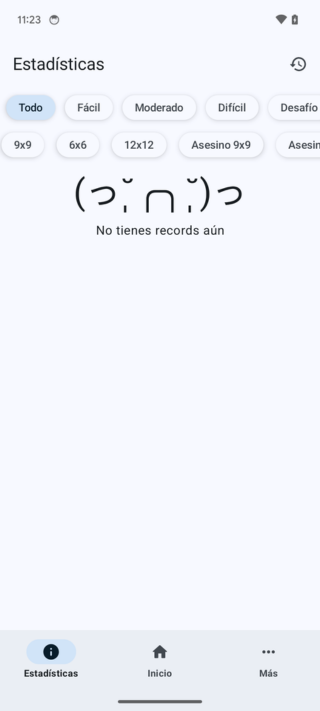 11:23
Estadísticas
Todo Fácil Moderado Difícil Desafío
9x9 6x6 12x12 Asesino 9x9 Asesin
(っ˘̩╭╮˘̩)っ
No tienes records aún
Estadísticas Inicio Más